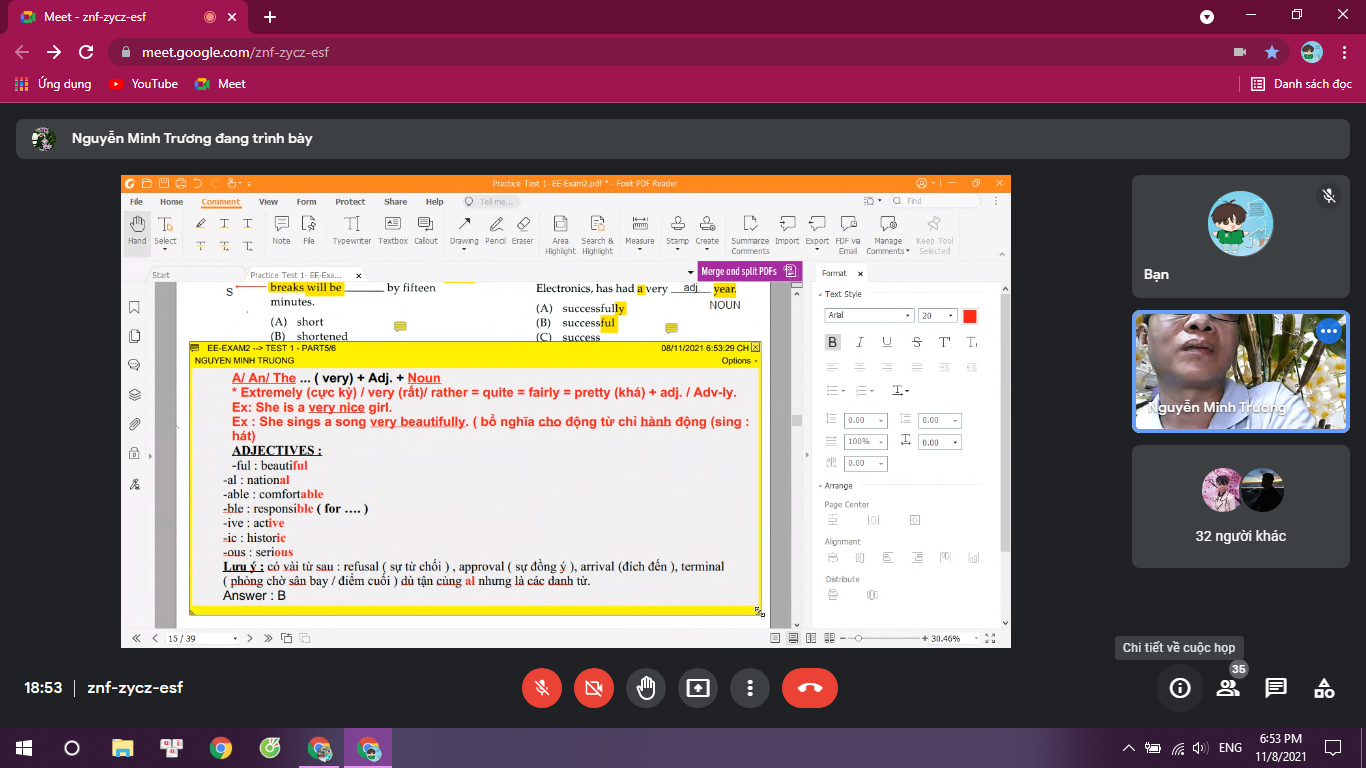 Meet - znf-zycz-esf
meet.google.com/znf-zycz-esf
Ứng dụng YouTube Meet Danh sách đọc
Nguyễn Minh Trương đang trình bày
Practice Test 1- EE-Exam2.pdf * - Foxit PDF Reader
File Home Comment View Form Protect Share Help Tell me... Find
Hand Select Note File Typewriter Textbox Callout Drawing Pencil Eraser Area Highlight Search & Highlight Measure Stamp Create Summarize Comments Import Export FDF via Email Manage Comments Keep Tool Selected
Start Practice Test 1- EE-Exa... Merge and split PDFs
S breaks will be ________ by fifteen
minutes.
(A) short
(B) shortened
Electronics, has had a very ___adj___ year.
NOUN
(A) successfully
(B) successful
(C) success
EE-EXAM2 --> TEST 1 - PART5/6 08/11/2021 6:53:29 CH
NGUYEN MINH TRUONG Options
A/ An/ The ... ( very) + Adj. + Noun
* Extremely (cực kỳ) / very (rất)/ rather = quite = fairly = pretty (khá) + adj. / Adv-ly.
Ex: She is a very nice girl.
Ex : She sings a song very beautifully. ( bổ nghĩa cho động từ chỉ hành động (sing :
hát)
ADJECTIVES :
-ful : beautiful
-al : national
-able : comfortable
-ble : responsible ( for …. )
-ive : active
-ic : historic
-ous : serious
Lưu ý : có vài từ sau : refusal ( sự từ chối ) , approval ( sự đồng ý ), arrival (đích đến ), terminal
( phòng chờ sân bay / điểm cuối ) dù tận cùng al nhưng là các danh từ.
Answer : B
15 / 39
30.46%
Format
Text Style
Arial 20
B I U S T T
0.00 0.00
100% 0.00
0.00
Arrange
Page Center
Alignment
Distribute
Bạn
Nguyễn Minh Trương
32 người khác
Chi tiết về cuộc họp
18:53 znf-zycz-esf
35
ENG
6:53 PM
11/8/2021